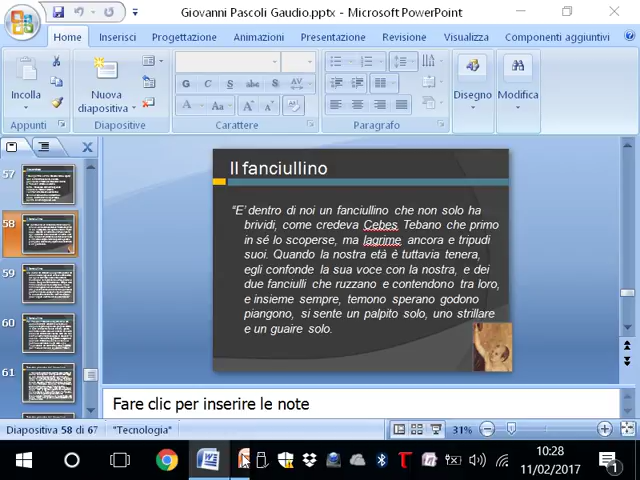 Giovanni Pascoli Gaudio.pptx - Microsoft PowerPoint
Home Inserisci Progettazione Animazioni Presentazione Revisione Visualizza Componenti aggiuntivi
Incolla
Nuova
diapositiva
G C S abe S AV
A Aa A A
Disegno
Modifica
Appunti Diapositive Carattere Paragrafo
57
58
59
60
61
Il fanciullino
“E’ dentro di noi un fanciullino che non solo ha
brividi, come credeva Cebes Tebano che primo
in sé lo scoperse, ma lagrime ancora e tripudi
suoi. Quando la nostra età è tuttavia tenera,
egli confonde la sua voce con la nostra, e dei
due fanciulli che ruzzano e contendono tra loro,
e insieme sempre, temono sperano godono
piangono, si sente un palpito solo, uno strillare
e un guaire solo.
Fare clic per inserire le note
Diapositiva 58 di 67 "Tecnologia" 31%
10:28
11/02/2017
1